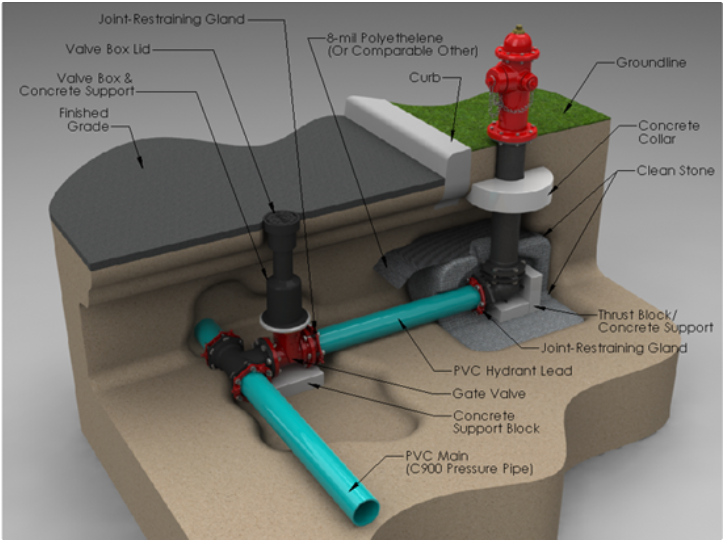 Joint-Restraining Gland
Valve Box Lid
Valve Box &
Concrete Support
Finished
Grade
8-mil Polyethelene
(Or Comparable Other)
Curb
Groundline
Concrete
Collar
Clean Stone
Thrust Block/
Concrete Support
Joint-Restraining Gland
PVC Hydrant Lead
Gate Valve
Concrete
Support Block
PVC Main
(C900 Pressure Pipe)